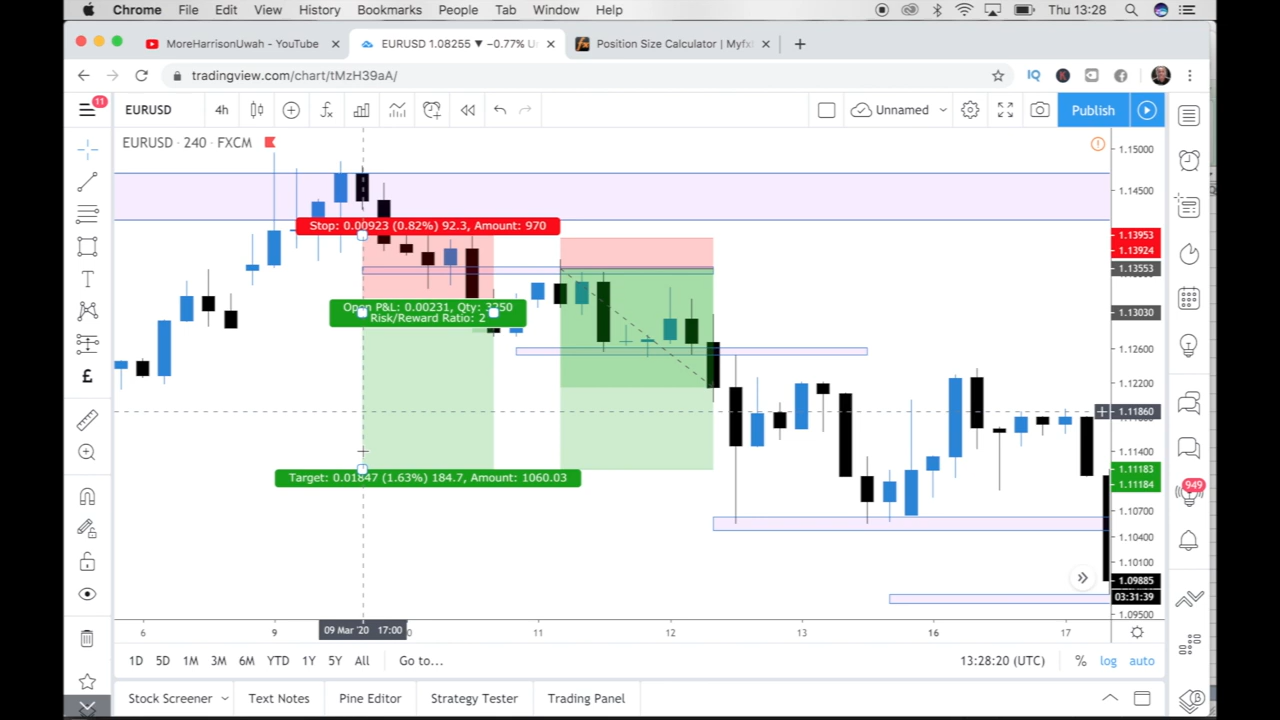 Chrome File Edit View History Bookmarks People Tab Window Help Thu 13:28
MoreHarrisonUwah - YouTube EURUSD 1.08255 ▼ −0.77% Position Size Calculator | Myfx
tradingview.com/chart/tMzH39aA/ IQ K
11 EURUSD 4h Unnamed Publish
EURUSD · 240 · FXCM
1.15000
1.14500
Stop: 0.00923 (0.82%) 92.3, Amount: 970
1.13953
1.13924
1.13553
Open P&L: 0.00231, Qty: 3250
Risk/Reward Ratio: 2
1.13030
1.12600
1.12200
1.11860
1.11400
Target: 0.01847 (1.63%) 184.7, Amount: 1060.03
1.11183
1.11184
949
1.10700
1.10400
1.10100
1.09885
03:31:39
1.09500
6 9 09 Mar '20 17:00 11 12 13 16 17
1D 5D 1M 3M 6M YTD 1Y 5Y All Go to... 13:28:20 (UTC) % log auto
Stock Screener Text Notes Pine Editor Strategy Tester Trading Panel